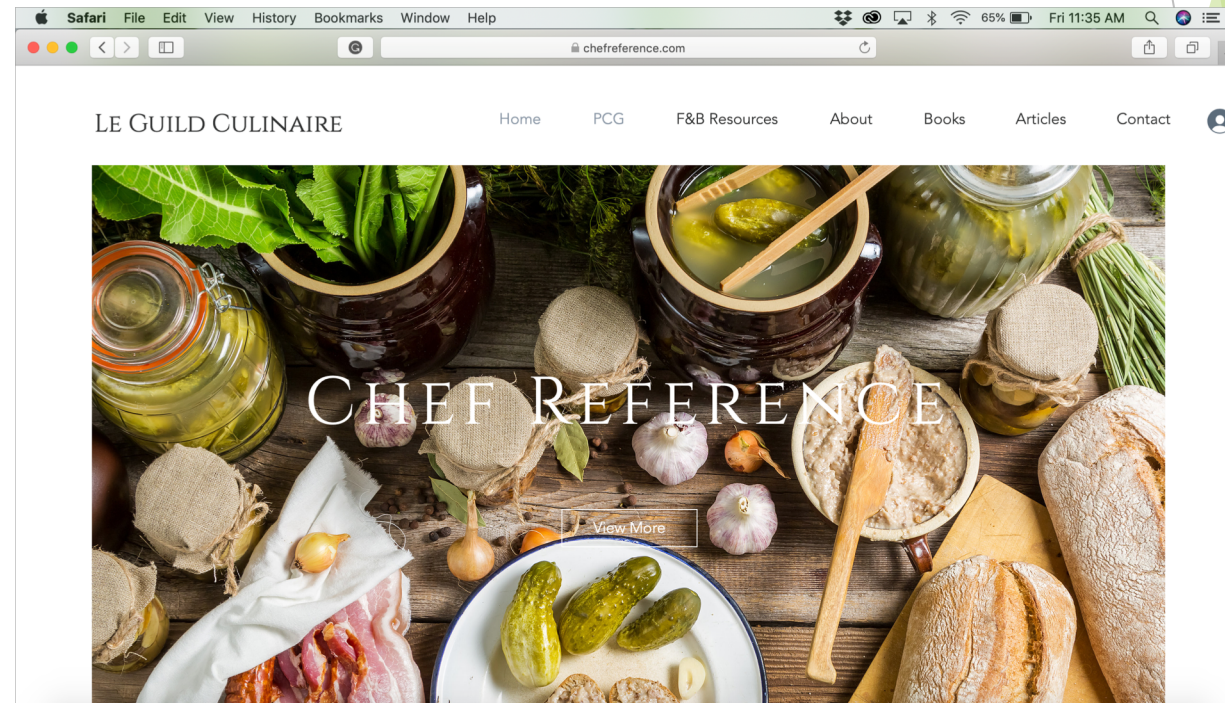 Safari File Edit View History Bookmarks Window Help 65% Fri 11:35 AM
chefreference.com
LE GUILD CULINAIRE Home PCG F&B Resources About Books Articles Contact
CHEF REFERENCE
View More